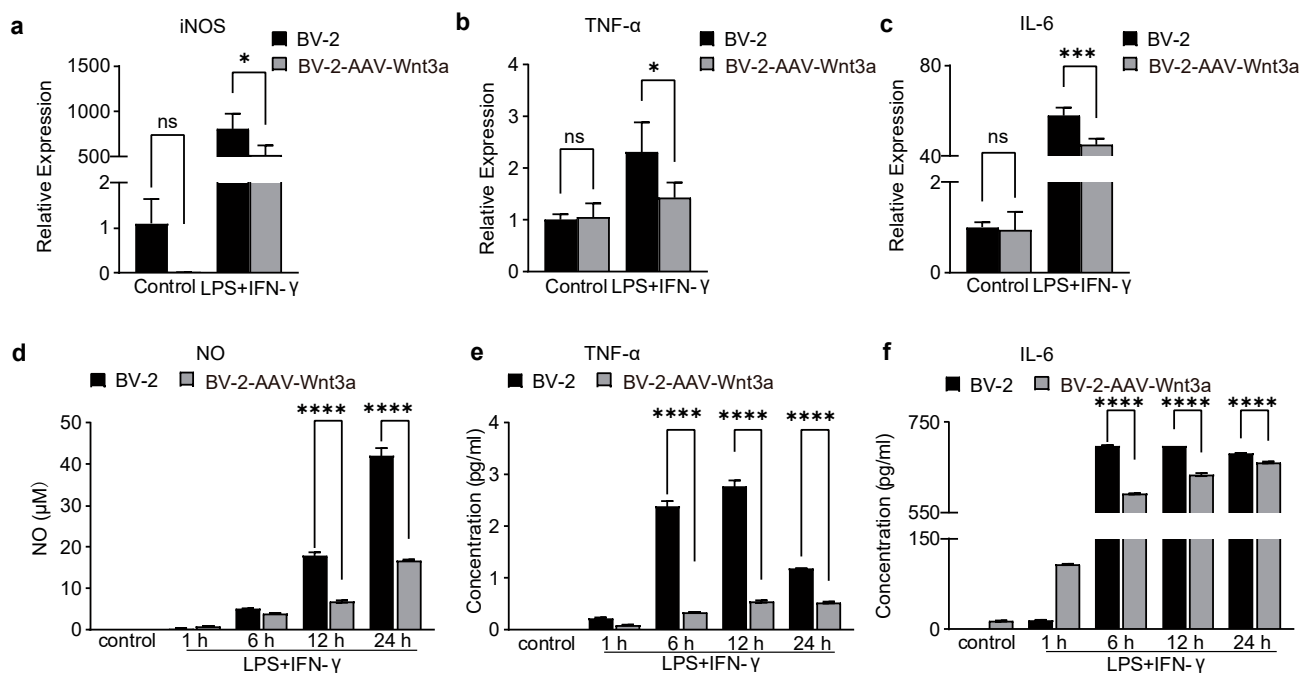 a
iNOS
BV-2
BV-2-AAV-Wnt3a
Relative Expression
1500
1000
500
2
1
0
ns
*
Control
LPS+IFN-γ
b
TNF-α
BV-2
BV-2-AAV-Wnt3a
Relative Expression
4
3
2
1
0
ns
*
Control
LPS+IFN-γ
c
IL-6
BV-2
BV-2-AAV-Wnt3a
Relative Expression
80
40
2
0
ns
***
Control
LPS+IFN-γ
d
NO
BV-2
BV-2-AAV-Wnt3a
NO (μM)
50
40
30
20
10
0
****
****
control
1 h
6 h
12 h
24 h
LPS+IFN-γ
e
TNF-α
BV-2
BV-2-AAV-Wnt3a
Concentration (pg/ml)
4
3
2
1
0
****
****
****
control
1 h
6 h
12 h
24 h
LPS+IFN-γ
f
IL-6
BV-2
BV-2-AAV-Wnt3a
Concentration (pg/ml)
750
550
150
0
****
****
****
control
1 h
6 h
12 h
24 h
LPS+IFN-γ